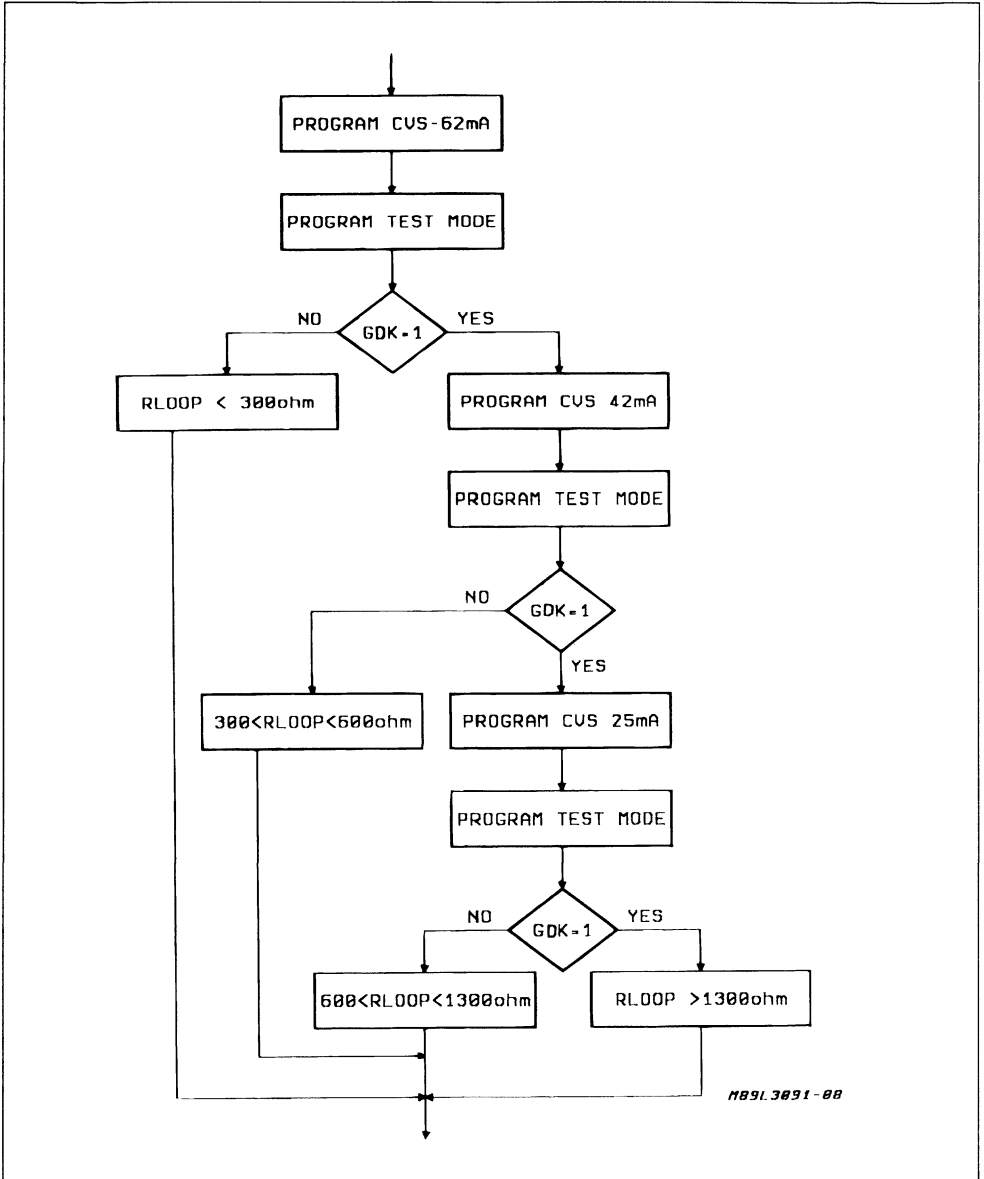 PROGRAM CVS-62mA
PROGRAM TEST MODE
NO
GDK=1
YES
RLOOP < 300ohm
PROGRAM CVS 42mA
PROGRAM TEST MODE
NO
GDK=1
YES
300<RLOOP<600ohm
PROGRAM CVS 25mA
PROGRAM TEST MODE
NO
GDK=1
YES
600<RLOOP<1300ohm
RLOOP >1300ohm
M89L3091-08